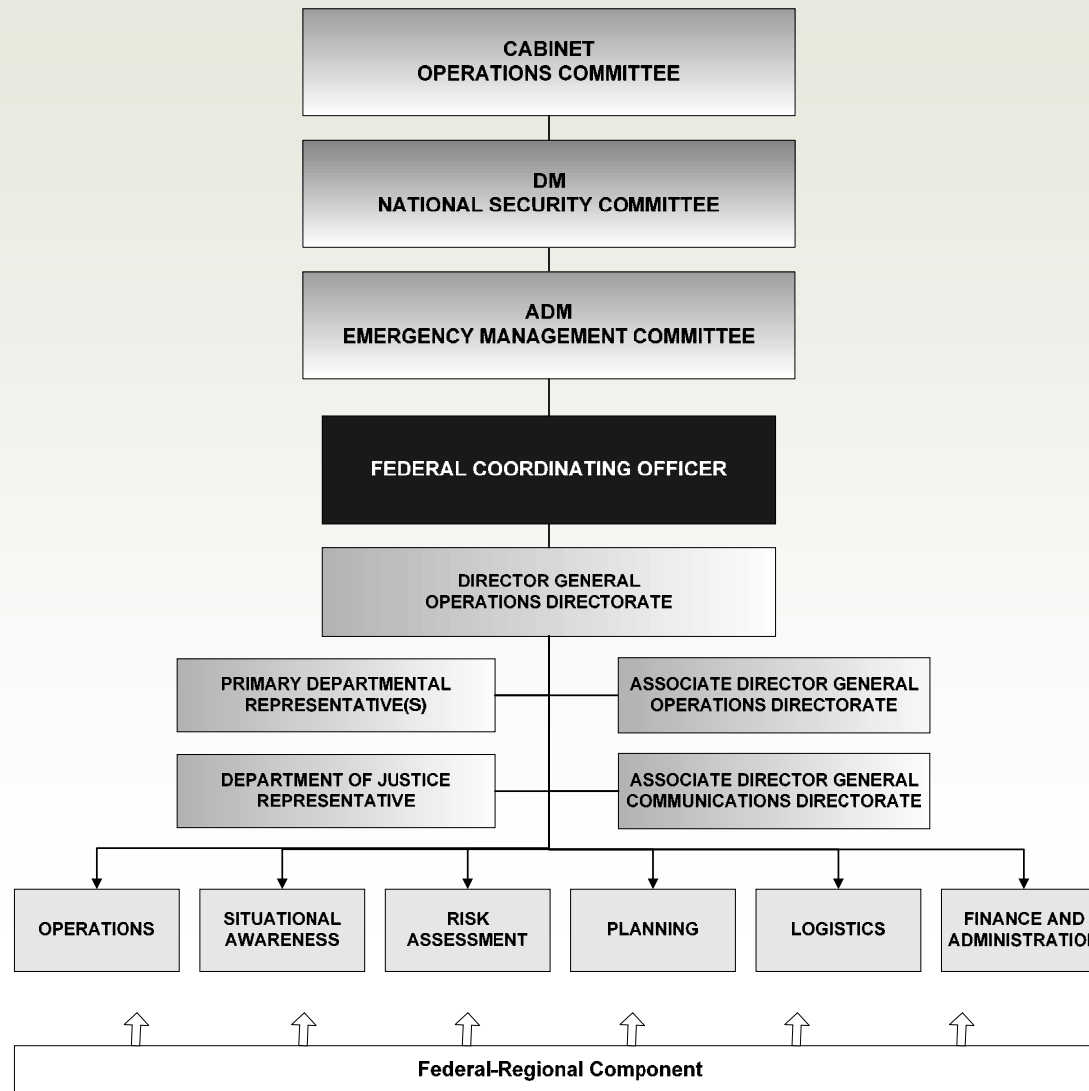 CABINET
OPERATIONS COMMITTEE
DM
NATIONAL SECURITY COMMITTEE
ADM
EMERGENCY MANAGEMENT COMMITTEE
FEDERAL COORDINATING OFFICER
DIRECTOR GENERAL
OPERATIONS DIRECTORATE
PRIMARY DEPARTMENTAL
REPRESENTATIVE(S)
ASSOCIATE DIRECTOR GENERAL
OPERATIONS DIRECTORATE
DEPARTMENT OF JUSTICE
REPRESENTATIVE
ASSOCIATE DIRECTOR GENERAL
COMMUNICATIONS DIRECTORATE
OPERATIONS
SITUATIONAL
AWARENESS
RISK
ASSESSMENT
PLANNING
LOGISTICS
FINANCE AND
ADMINISTRATION
Federal-Regional Component